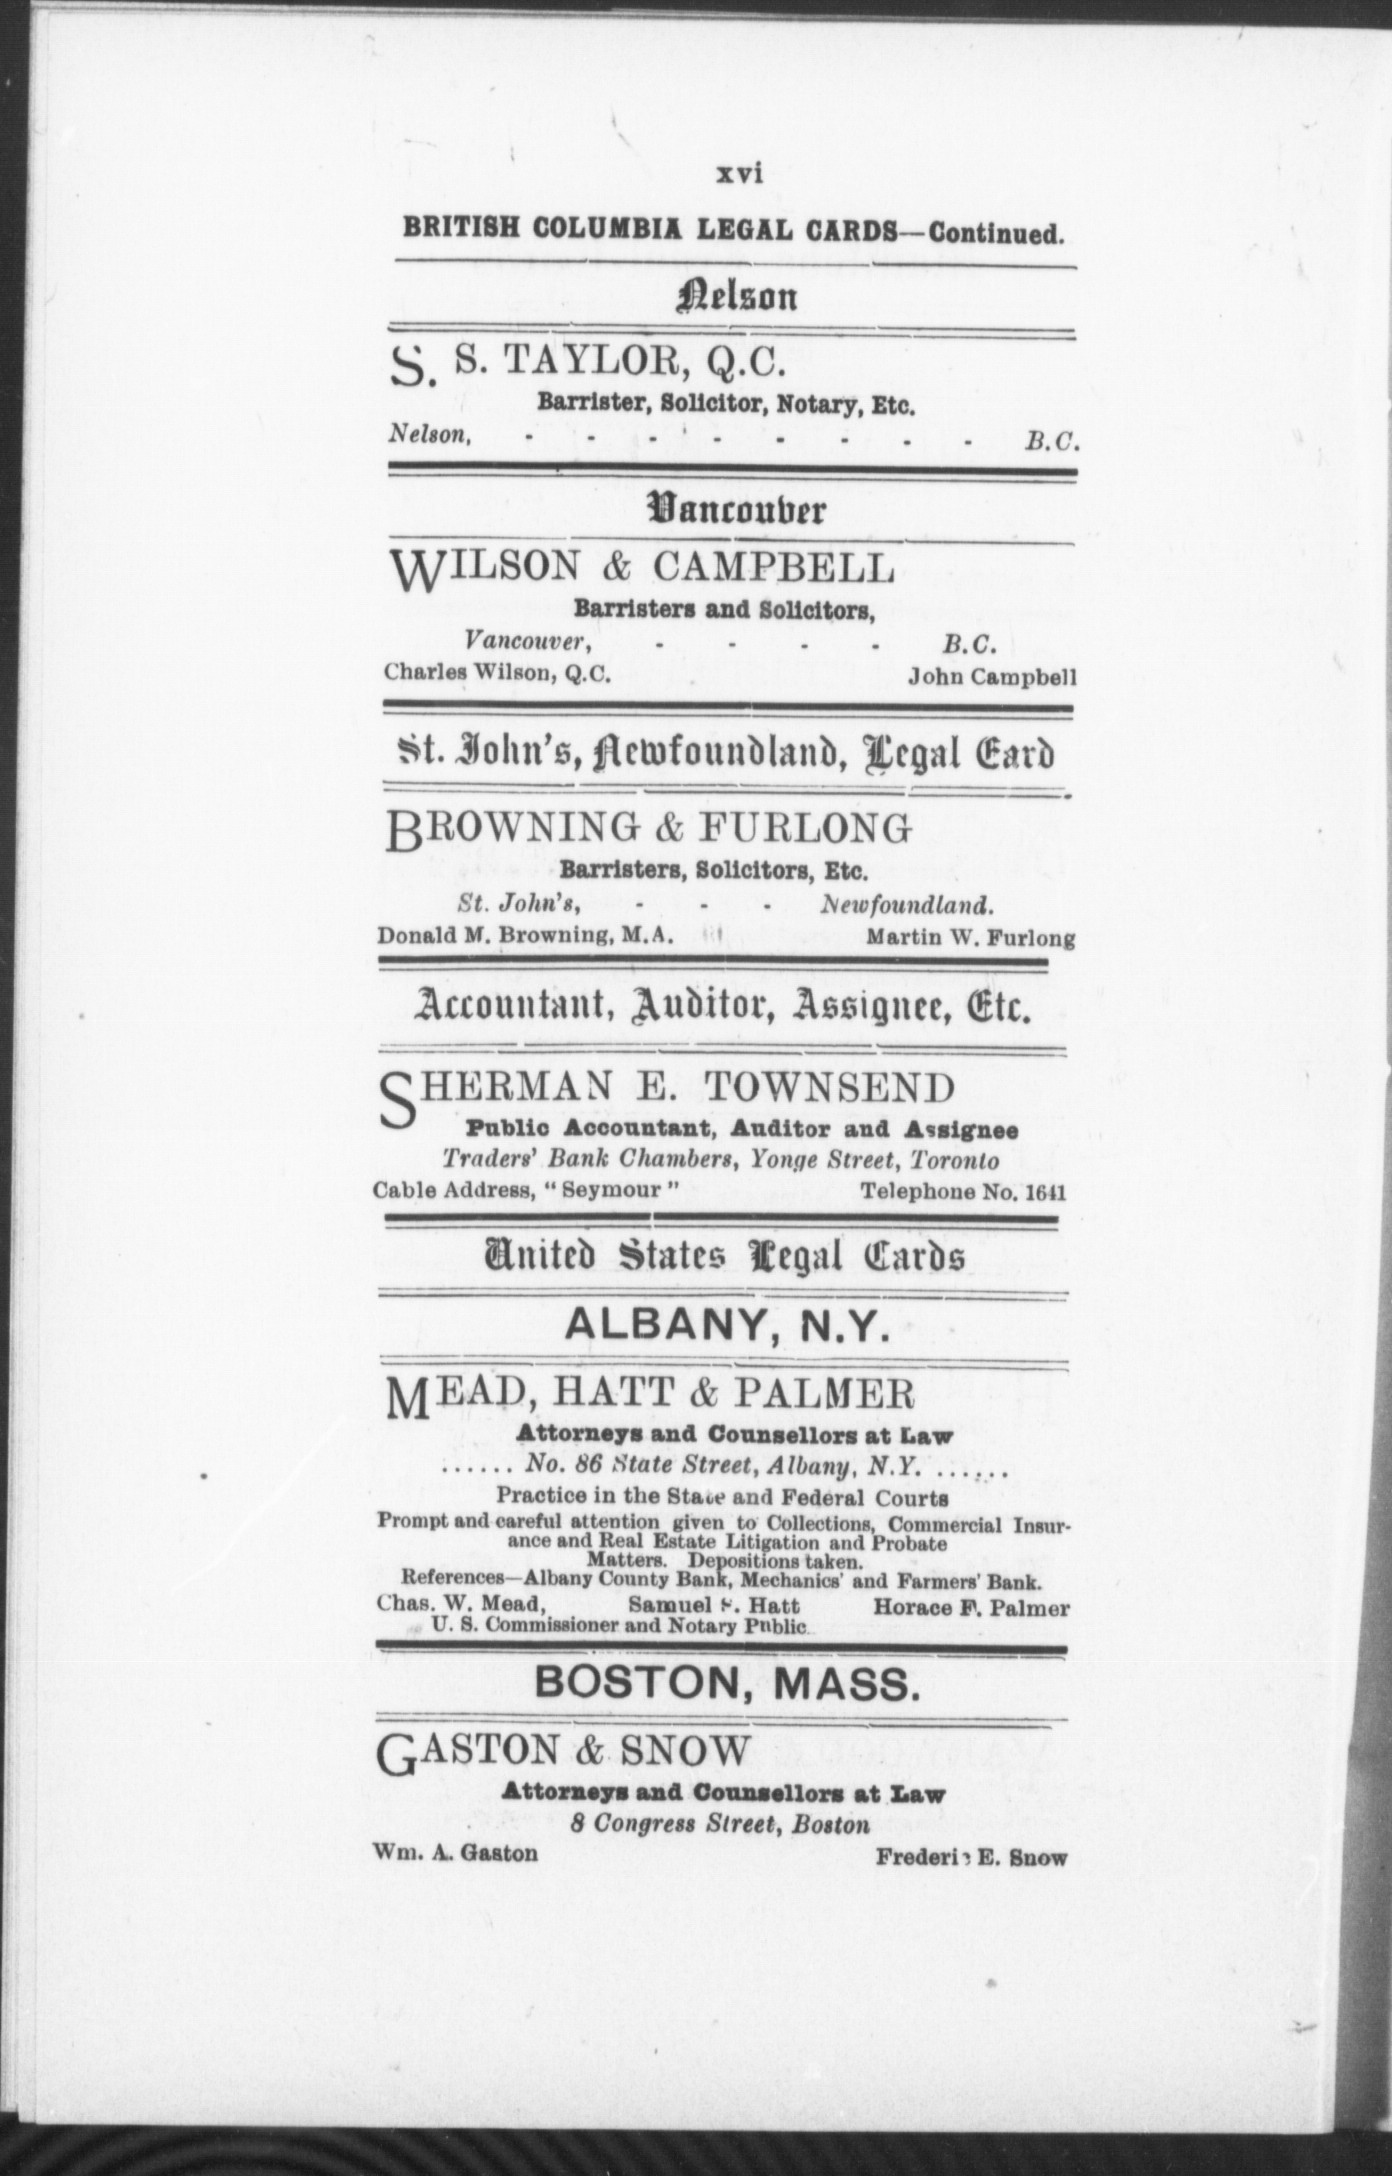 xvi
BRITISH COLUMBIA LEGAL CARDS—Continued.
Nelson
S. S. TAYLOR, Q.C.
Barrister, Solicitor, Notary, Etc.
Nelson, - - - - - - - - B.C.
Vancouver
WILSON & CAMPBELL
Barristers and Solicitors,
Vancouver, - - - - B.C.
Charles Wilson, Q.C. John Campbell
St. John's, Newfoundland, Legal Card
BROWNING & FURLONG
Barristers, Solicitors, Etc.
St. John's, - - - Newfoundland.
Donald M. Browning, M.A. Martin W. Furlong
Accountant, Auditor, Assignee, Etc.
SHERMAN E. TOWNSEND
Public Accountant, Auditor and Assignee
Traders' Bank Chambers, Yonge Street, Toronto
Cable Address, "Seymour" Telephone No. 1641
United States Legal Cards
ALBANY, N.Y.
MEAD, HATT & PALMER
Attorneys and Counsellors at Law
...... No. 86 State Street, Albany, N.Y. ......
Practice in the State and Federal Courts
Prompt and careful attention given to Collections, Commercial Insur-
ance and Real Estate Litigation and Probate
Matters. Depositions taken.
References—Albany County Bank, Mechanics' and Farmers' Bank.
Chas. W. Mead, Samuel S. Hatt Horace F. Palmer
U. S. Commissioner and Notary Public
BOSTON, MASS.
GASTON & SNOW
Attorneys and Counsellors at Law
8 Congress Street, Boston
Wm. A. Gaston Frederic E. Snow